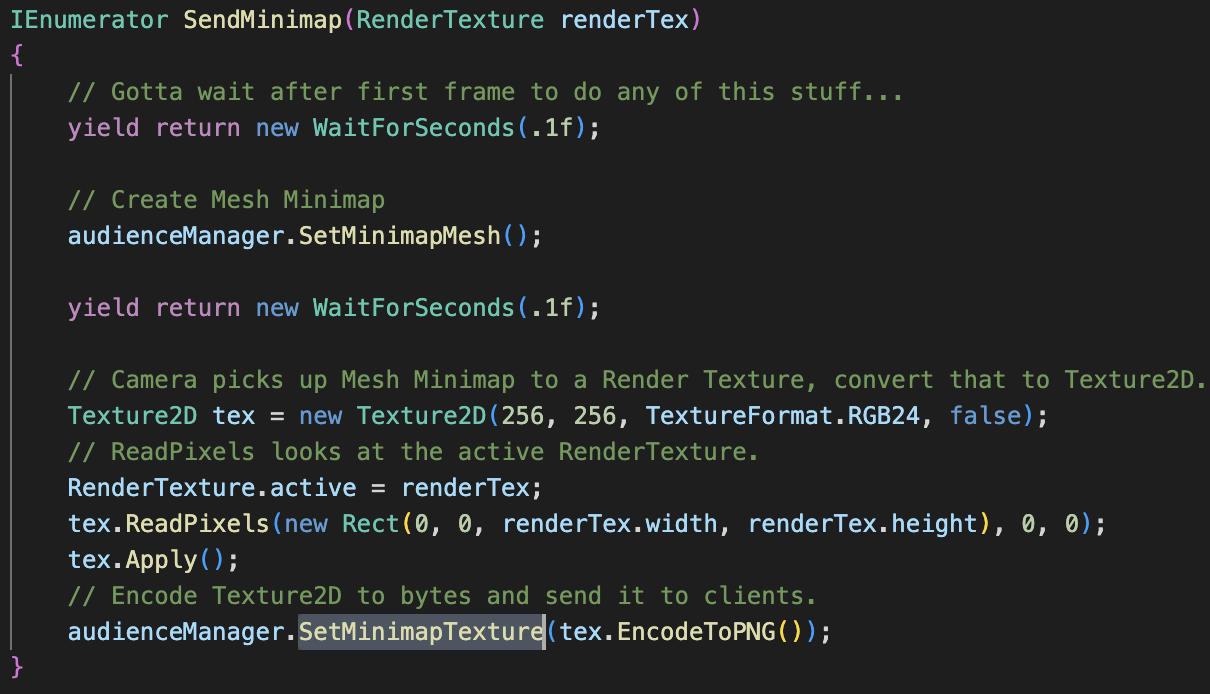 IEnumerator SendMinimap(RenderTexture renderTex)
{
    // Gotta wait after first frame to do any of this stuff...
    yield return new WaitForSeconds(.1f);

    // Create Mesh Minimap
    audienceManager.SetMinimapMesh();

    yield return new WaitForSeconds(.1f);

    // Camera picks up Mesh Minimap to a Render Texture, convert that to Texture2D.
    Texture2D tex = new Texture2D(256, 256, TextureFormat.RGB24, false);
    // ReadPixels looks at the active RenderTexture.
    RenderTexture.active = renderTex;
    tex.ReadPixels(new Rect(0, 0, renderTex.width, renderTex.height), 0, 0);
    tex.Apply();
    // Encode Texture2D to bytes and send it to clients.
    audienceManager.SetMinimapTexture(tex.EncodeToPNG());
}